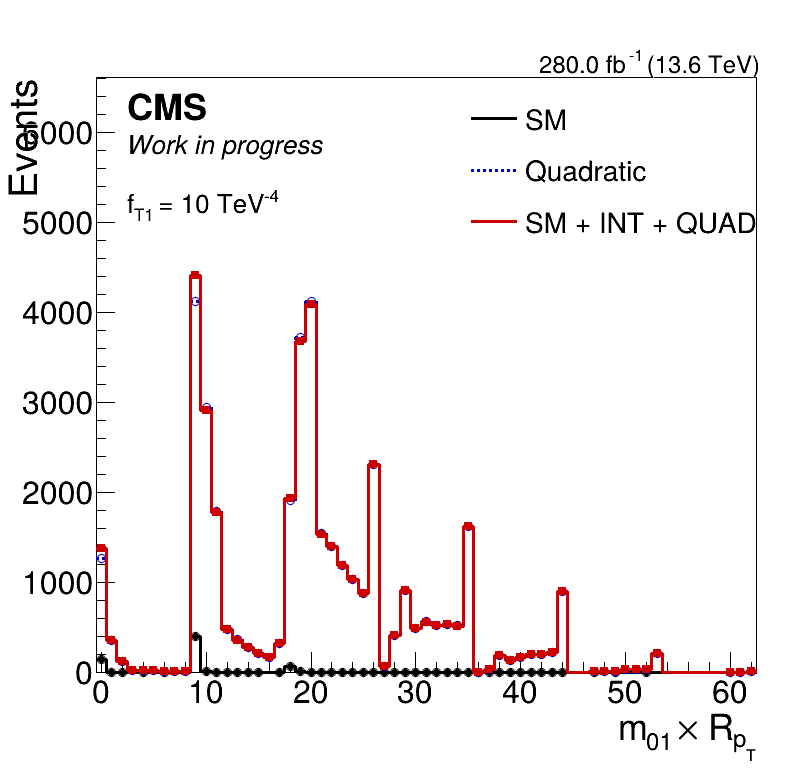 280.0 fb⁻¹ (13.6 TeV)
Events
CMS
Work in progress
f_T1 = 10 TeV⁻⁴
SM
Quadratic
SM + INT + QUAD
6000
5000
4000
3000
2000
1000
0
0 10 20 30 40 50 60
m₀₁ × R_p_T